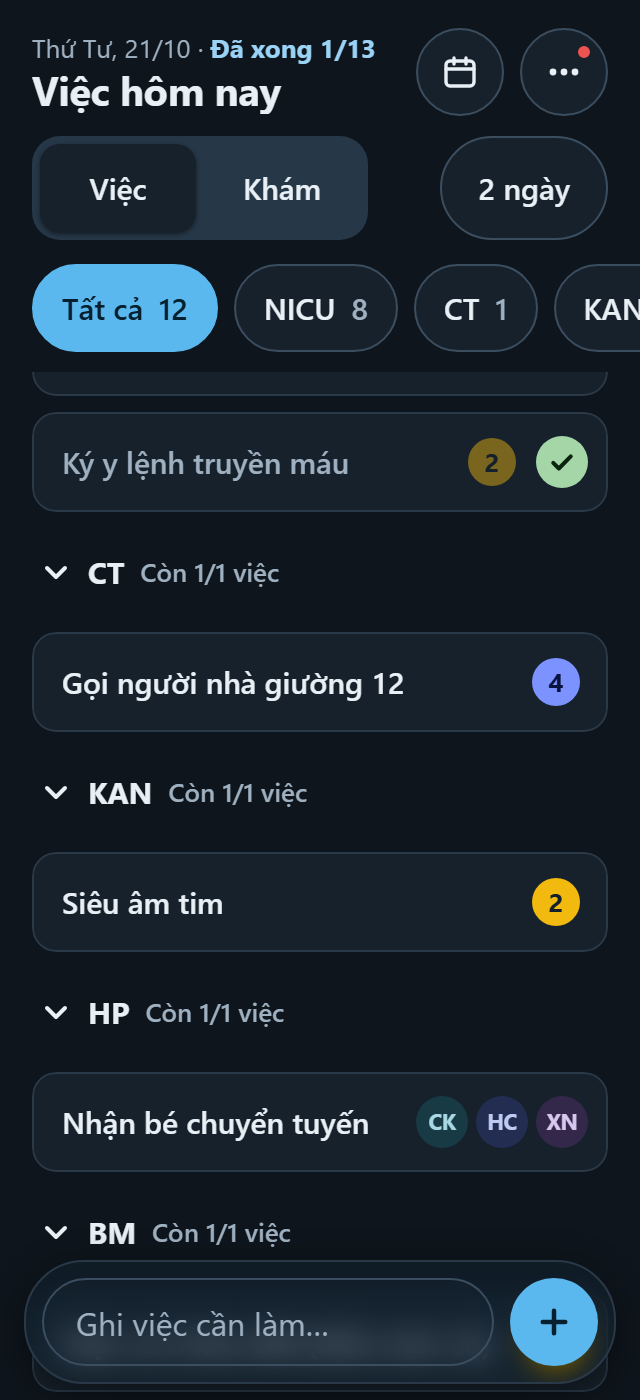 Thứ Tư, 21/10 · Đã xong 1/13
Việc hôm nay
Việc
Khám
2 ngày
Tất cả 12
NICU 8
CT 1
KAN
Ký y lệnh truyền máu 2
CT Còn 1/1 việc
Gọi người nhà giường 12 4
KAN Còn 1/1 việc
Siêu âm tim 2
HP Còn 1/1 việc
Nhận bé chuyển tuyến CK HC XN
BM Còn 1/1 việc
Ghi việc cần làm...